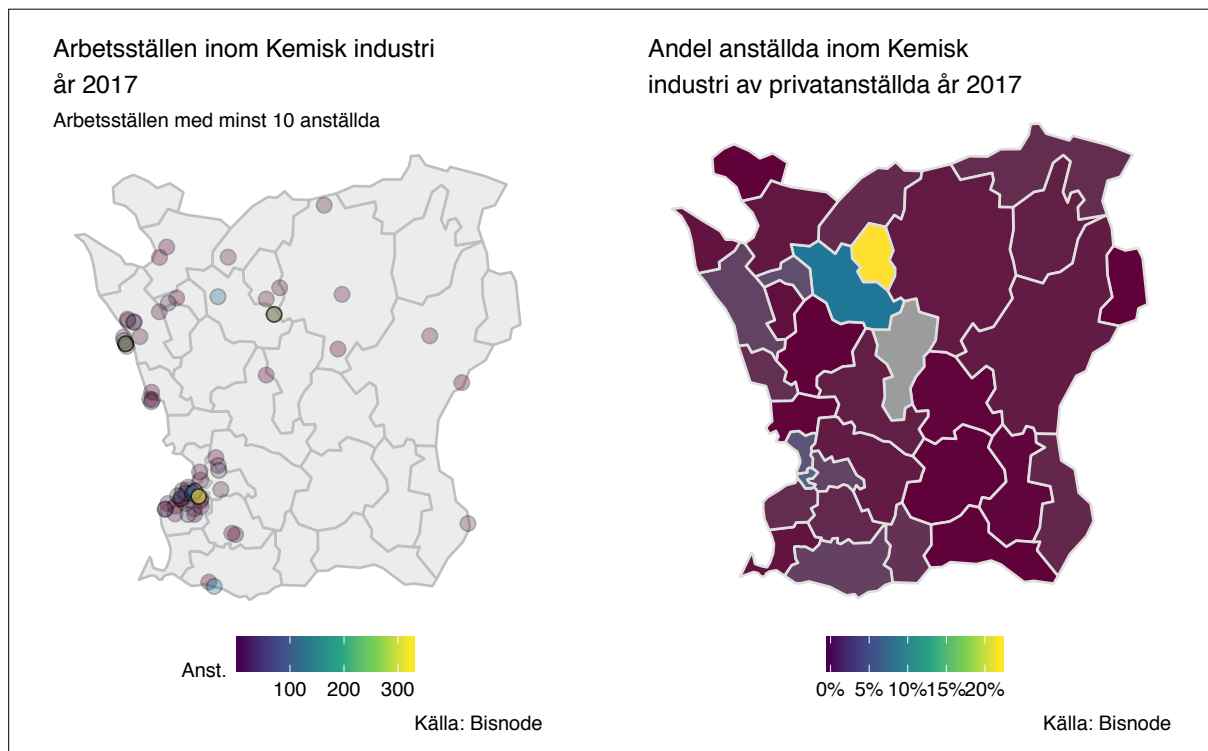 Arbetsställen inom Kemisk industri
år 2017
Arbetsställen med minst 10 anställda
Anst.
100 200 300
Källa: Bisnode
Andel anställda inom Kemisk
industri av privatanställda år 2017
0% 5% 10% 15% 20%
Källa: Bisnode